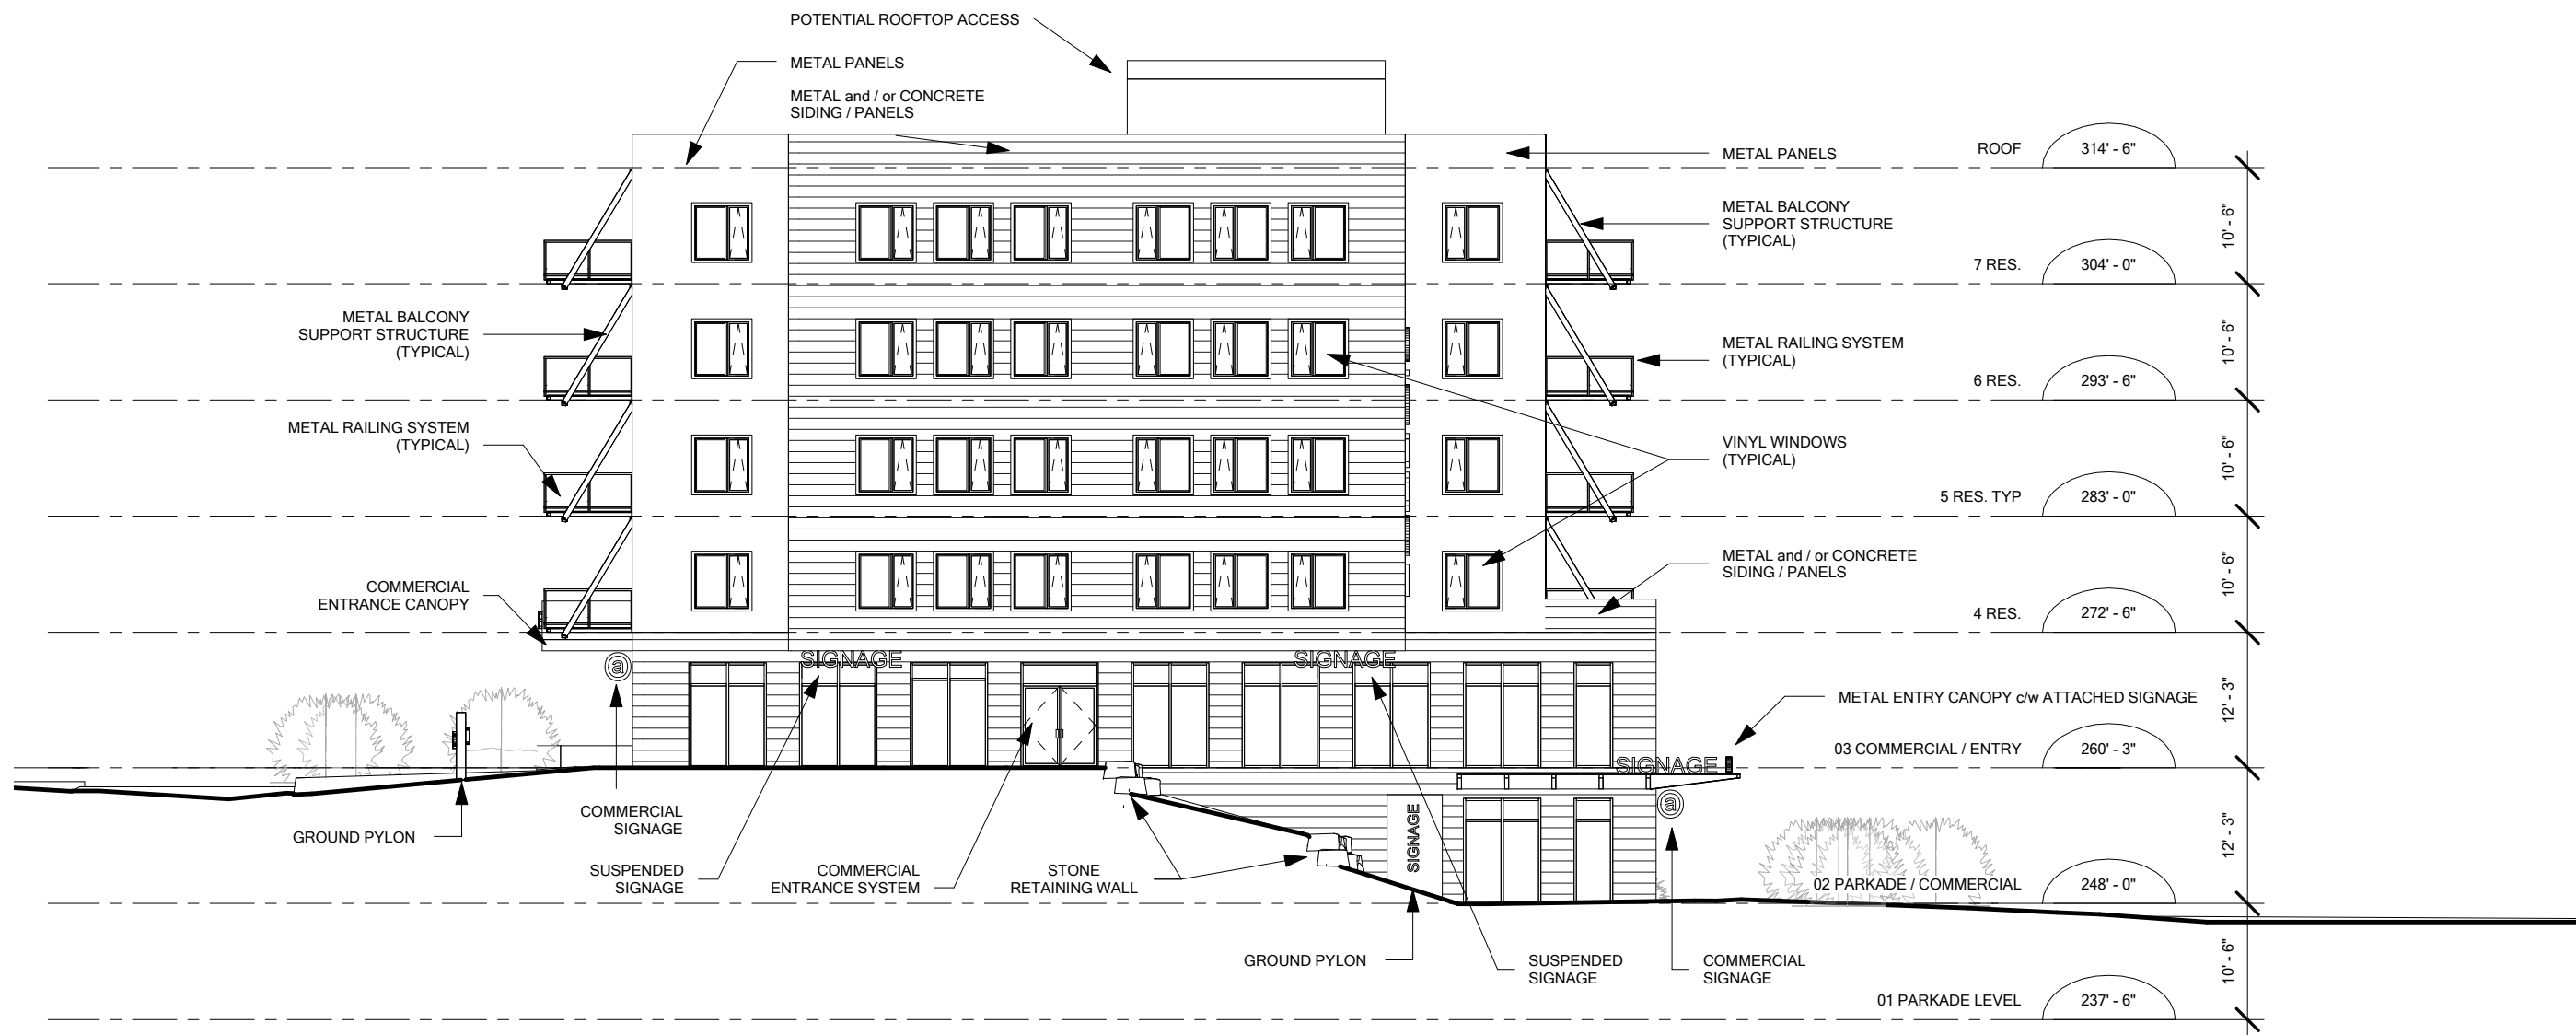 POTENTIAL ROOFTOP ACCESS
METAL PANELS
METAL and / or CONCRETE
SIDING / PANELS
METAL PANELS
ROOF
314' - 6"
METAL BALCONY
SUPPORT STRUCTURE
(TYPICAL)
10' - 6"
7 RES.
304' - 0"
METAL BALCONY
SUPPORT STRUCTURE
(TYPICAL)
METAL RAILING SYSTEM
(TYPICAL)
10' - 6"
6 RES.
293' - 6"
METAL RAILING SYSTEM
(TYPICAL)
VINYL WINDOWS
(TYPICAL)
10' - 6"
5 RES. TYP
283' - 0"
METAL and / or CONCRETE
SIDING / PANELS
10' - 6"
COMMERCIAL
ENTRANCE CANOPY
4 RES.
272' - 6"
@
SIGNAGE
SIGNAGE
METAL ENTRY CANOPY c/w ATTACHED SIGNAGE
12' - 3"
03 COMMERCIAL / ENTRY
260' - 3"
SIGNAGE
@
COMMERCIAL
SIGNAGE
GROUND PYLON
SIGNAGE
12' - 3"
SUSPENDED
SIGNAGE
COMMERCIAL
ENTRANCE SYSTEM
STONE
RETAINING WALL
02 PARKADE / COMMERCIAL
248' - 0"
GROUND PYLON
SUSPENDED
SIGNAGE
COMMERCIAL
SIGNAGE
10' - 6"
01 PARKADE LEVEL
237' - 6"